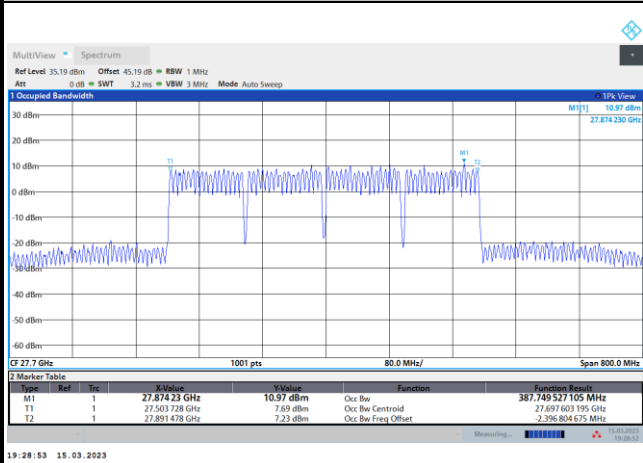 MultiView Spectrum
Ref Level 35.19 dBm Offset 45.19 dB RBW 1 MHz
Att 0 dB SWT 3.2 ms VBW 3 MHz Mode Auto Sweep
1 Occupied Bandwidth 1Pk View
M1[1] 10.97 dBm
27.874 230 GHz
30 dBm
20 dBm
10 dBm
0 dBm
-10 dBm
-20 dBm
-30 dBm
-40 dBm
-50 dBm
-60 dBm
T1
M1
T2
CF 27.7 GHz 1001 pts 80.0 MHz/ Span 800.0 MHz
2 Marker Table
Type Ref Trc X-Value Y-Value Function Function Result
M1 1 27.874 23 GHz 10.97 dBm Occ Bw 387.749 527 105 MHz
T1 1 27.503 728 GHz 7.69 dBm Occ Bw Centroid 27.697 603 195 GHz
T2 1 27.891 478 GHz 7.23 dBm Occ Bw Freq Offset -2.396 804 675 MHz
Measuring... 15.03.2023
19:28:52
19:28:53 15.03.2023